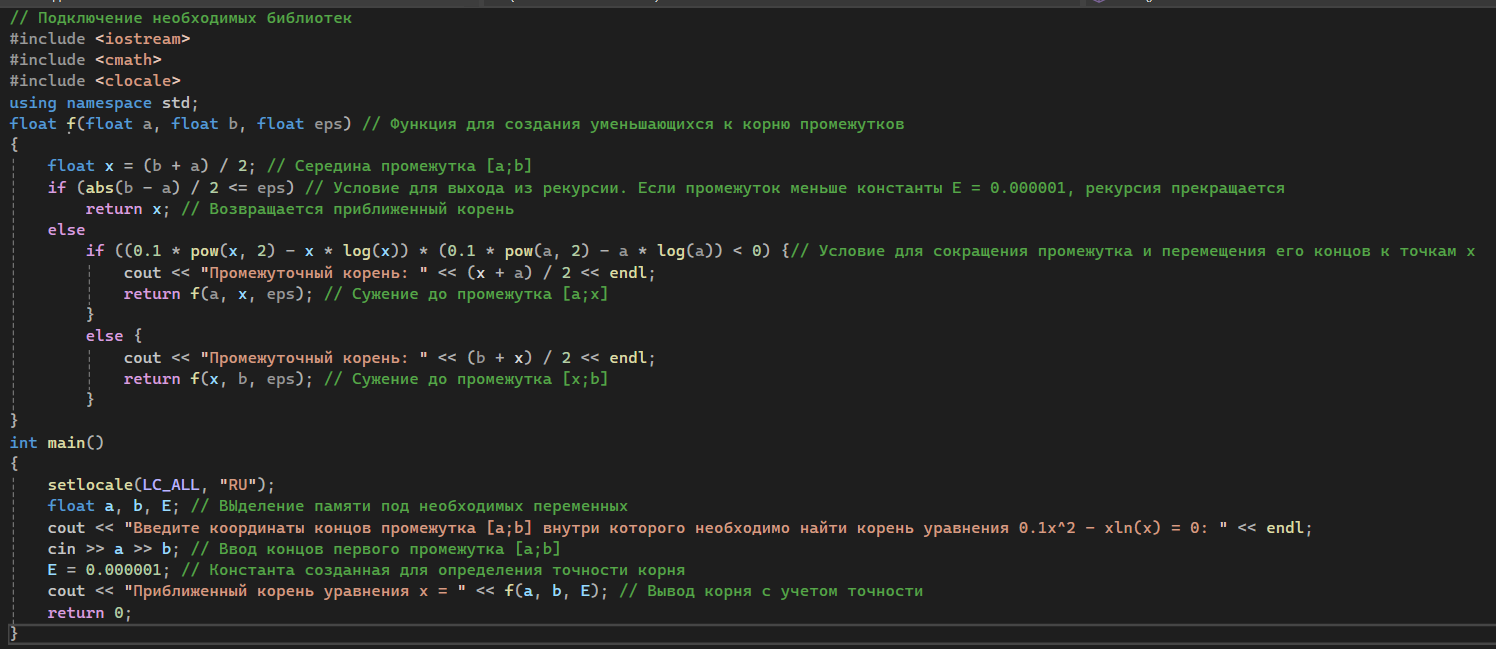 // Подключение необходимых библиотек
#include <iostream>
#include <cmath>
#include <clocale>
using namespace std;
float f(float a, float b, float eps) // Функция для создания уменьшающихся к корню промежутков
{
    float x = (b + a) / 2; // Середина промежутка [a;b]
    if (abs(b - a) / 2 <= eps) // Условие для выхода из рекурсии. Если промежуток меньше константы E = 0.000001, рекурсия прекращается
        return x; // Возвращается приближенный корень
    else
        if ((0.1 * pow(x, 2) - x * log(x)) * (0.1 * pow(a, 2) - a * log(a)) < 0) {// Условие для сокращения промежутка и перемещения его концов к точкам x
            cout << "Промежуточный корень: " << (x + a) / 2 << endl;
            return f(a, x, eps); // Сужение до промежутка [a;x]
        }
        else {
            cout << "Промежуточный корень: " << (b + x) / 2 << endl;
            return f(x, b, eps); // Сужение до промежутка [x;b]
        }
}
int main()
{
    setlocale(LC_ALL, "RU");
    float a, b, E; // ВЫделение памяти под необходимых переменных
    cout << "Введите координаты концов промежутка [a;b] внутри которого необходимо найти корень уравнения 0.1x^2 - xln(x) = 0: " << endl;
    cin >> a >> b; // Ввод концов первого промежутка [a;b]
    E = 0.000001; // Константа созданная для определения точности корня
    cout << "Приближенный корень уравнения x = " << f(a, b, E); // Вывод корня с учетом точности
    return 0;
}